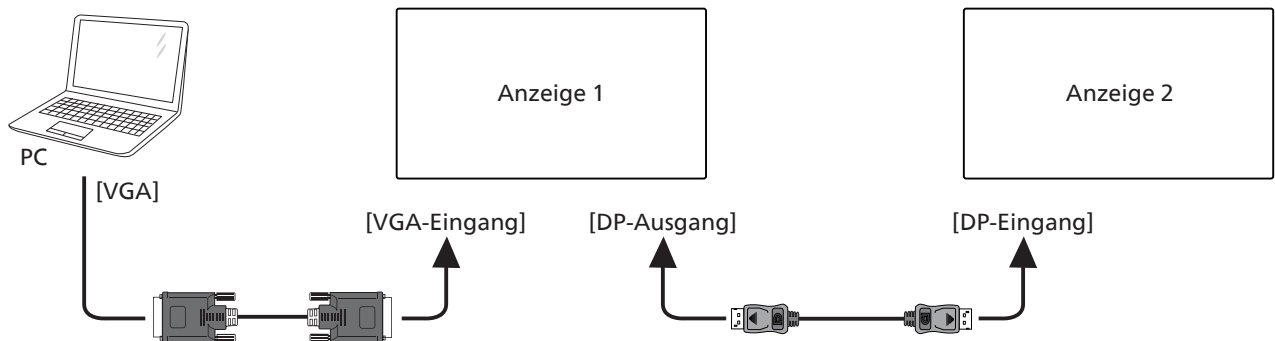 Anzeige 1
Anzeige 2
PC
[VGA]
[VGA-Eingang]
[DP-Ausgang]
[DP-Eingang]